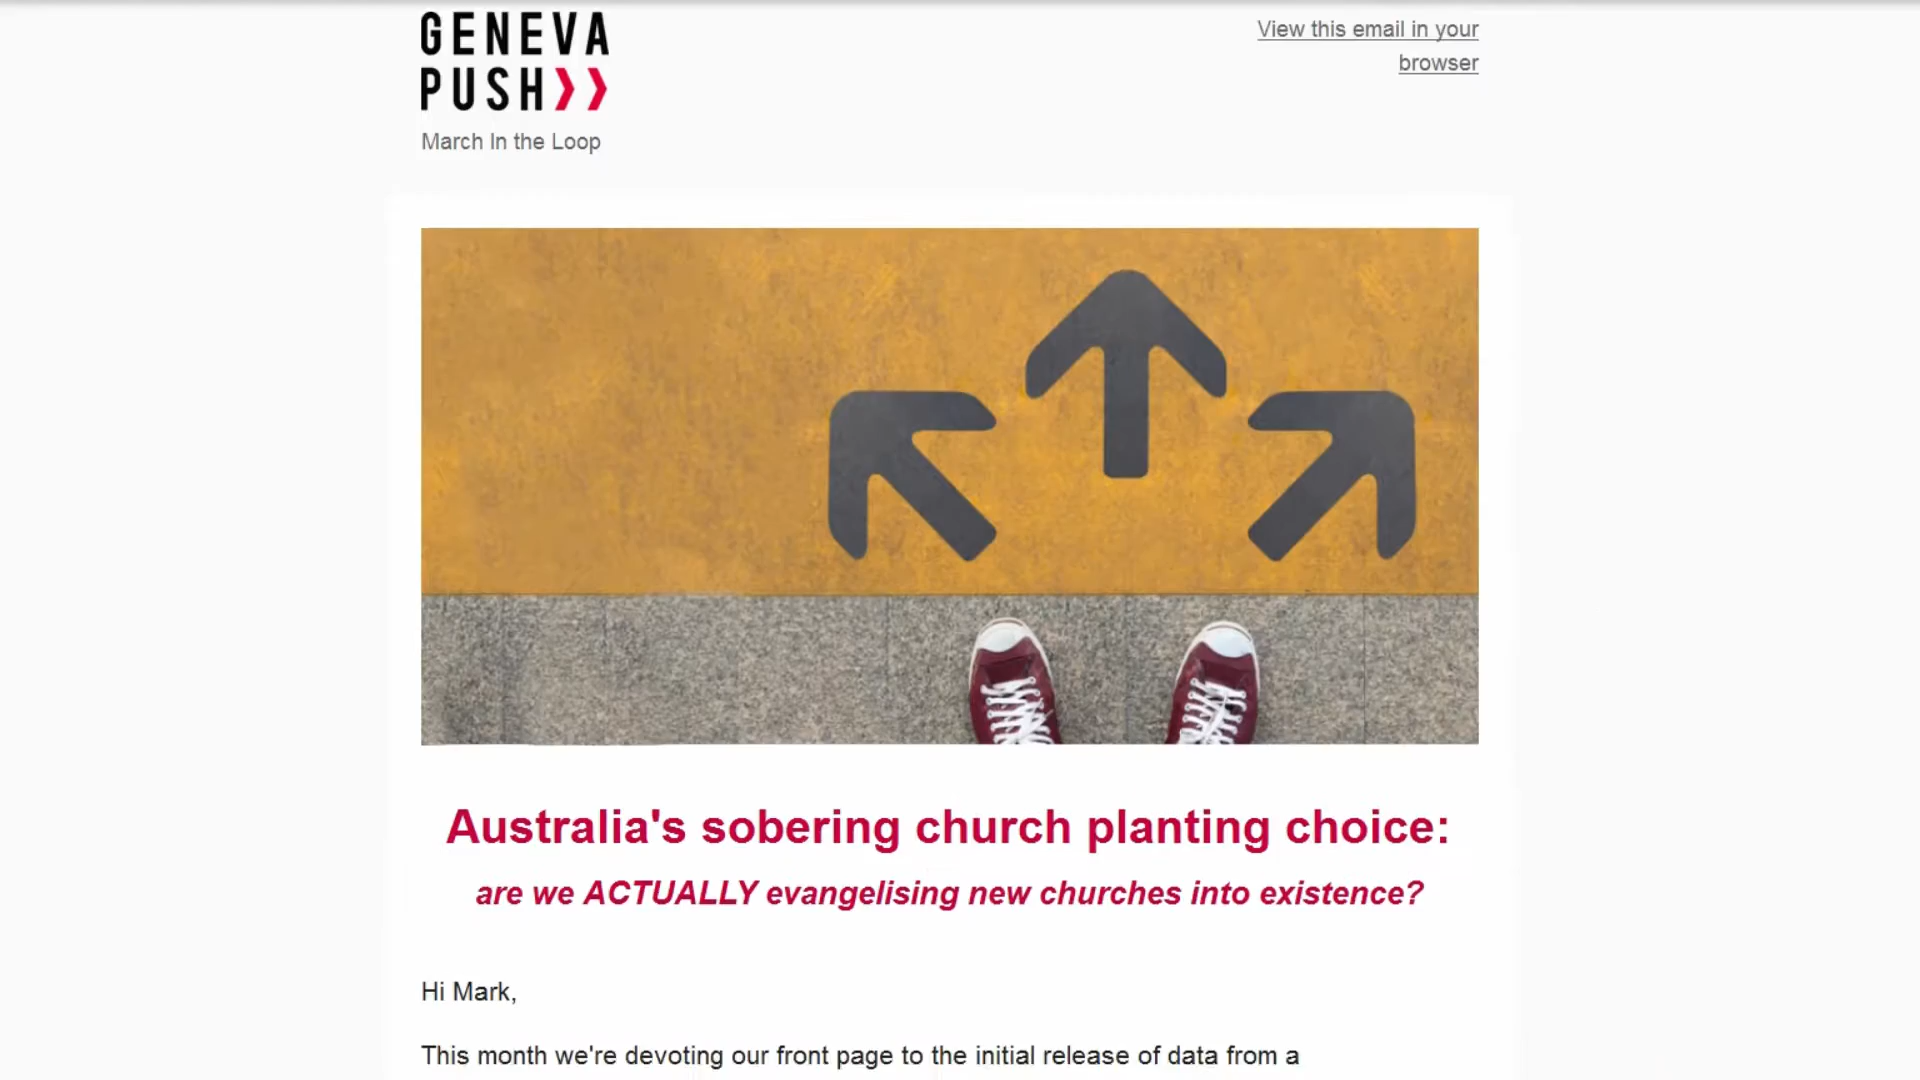 GENEVA
PUSH
March In the Loop
View this email in your
browser
Australia's sobering church planting choice:
are we ACTUALLY evangelising new churches into existence?
Hi Mark,
This month we're devoting our front page to the initial release of data from a